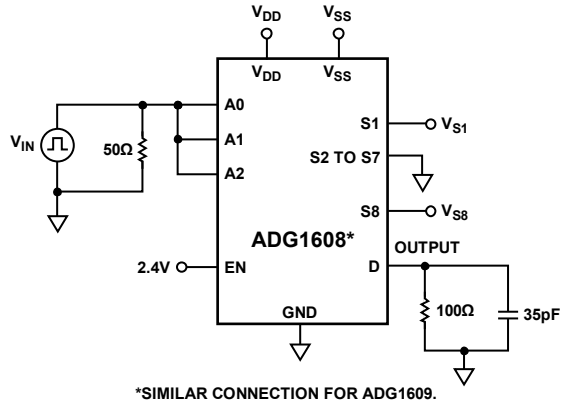 VDD
VSS
VDD
VSS
VIN
50Ω
A0
A1
A2
S1
VS1
S2 TO S7
S8
VS8
ADG1608*
OUTPUT
2.4V
EN
D
100Ω
35pF
GND
*SIMILAR CONNECTION FOR ADG1609.